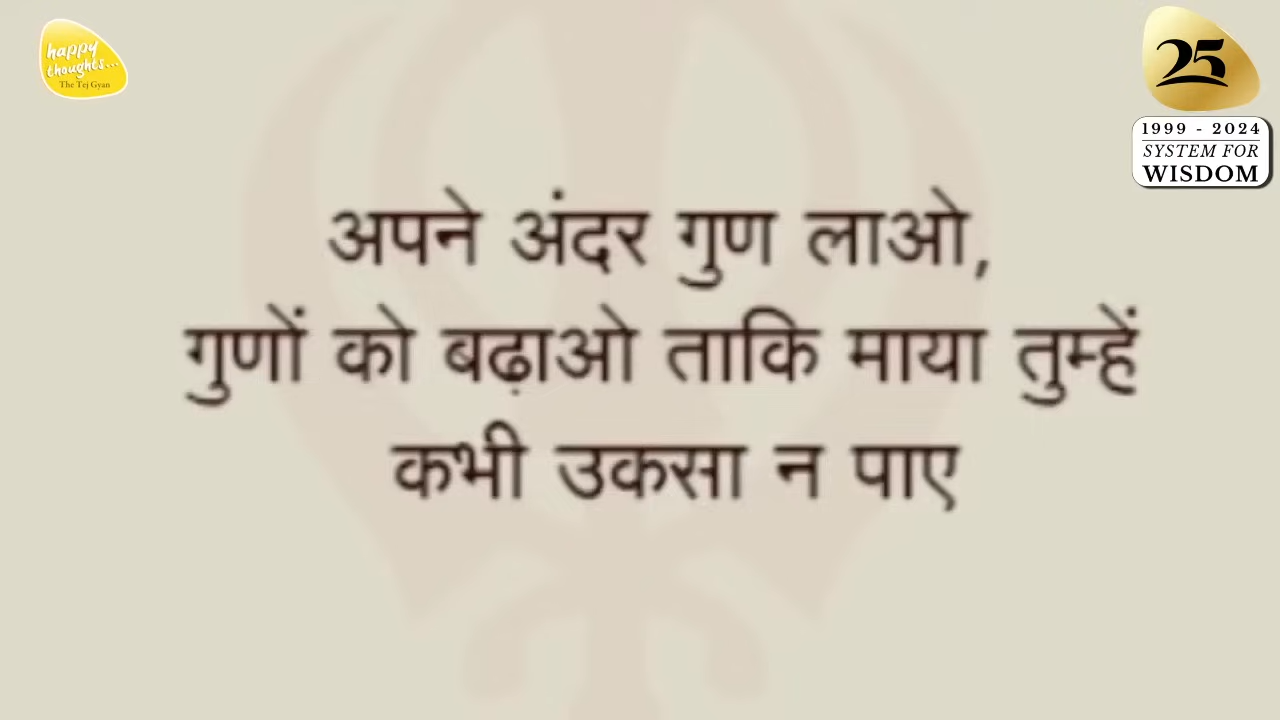 happy
thoughts...
The Tej Gyan
25
1999 - 2024
SYSTEM FOR
WISDOM
अपने अंदर गुण लाओ,
गुणों को बढ़ाओ ताकि माया तुम्हें
कभी उकसा न पाए